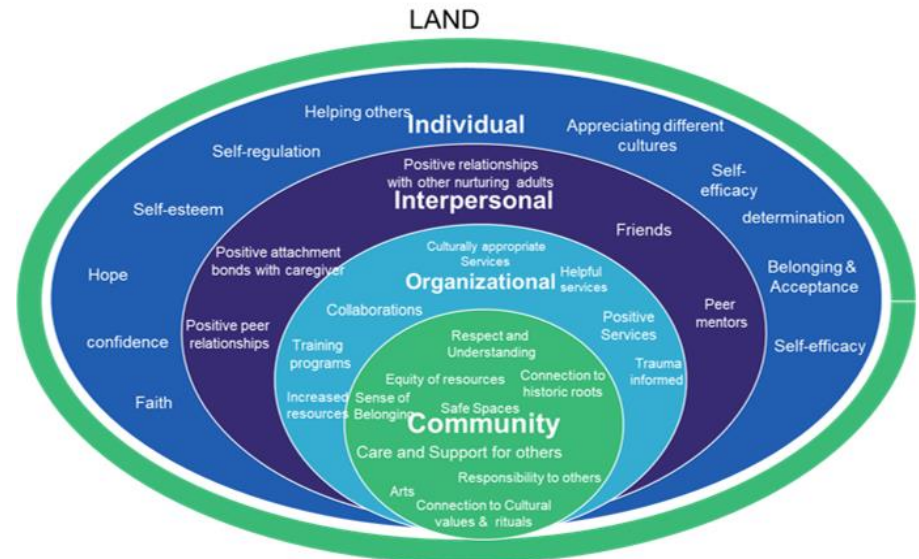 LAND
Helping others
Individual
Appreciating different
cultures
Self-regulation
Positive relationships
with other nurturing adults
Self-
efficacy
Interpersonal
Self-esteem
determination
Friends
Positive attachment
bonds with caregiver
Culturally appropriate
Services
Hope
Organizational
Helpful
services
Belonging &
Acceptance
Collaborations
Peer
mentors
Positive
Services
confidence
Positive peer
relationships
Respect and
Understanding
Self-efficacy
Training
programs
Trauma
informed
Equity of resources
Connection to
historic roots
Faith
Increased
resources
Sense of
Belonging
Safe Spaces
Community
Care and Support for others
Responsibility to others
Arts
Connection to Cultural
values & rituals